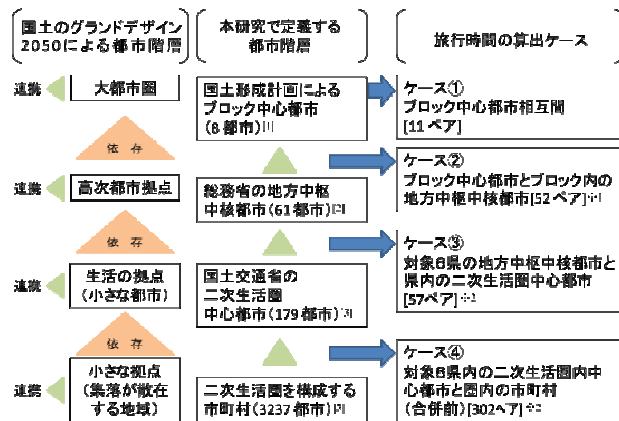 国土のグランドデザイン
2050による都市階層
本研究で定義する
都市階層
旅行時間の算出ケース
連携
大都市圏
国土形成計画による
ブロック中心都市
(8都市)[1]
ケース①
ブロック中心都市相互間
[11ペア]
依存
連携
高次都市拠点
総務省の地方中枢
中核都市(61都市)[2]
ケース②
ブロック中心都市とブロック内の
地方中枢中核都市[52ペア]
依存
連携
生活の拠点
(小さな都市)
国土交通省の
二次生活圏
中心都市(179都市)[3]
ケース③
対象6県の地方中枢中核都市と
県内の二次生活圏中心都市
[57ペア]
依存
連携
小さな拠点
(集落が散在
する地域)
二次生活圏を構成する
市町村(3237都市)
ケース④
対象6県内の二次生活圏内中
心都市と圏内の市町村
(合併前)[302ペア]